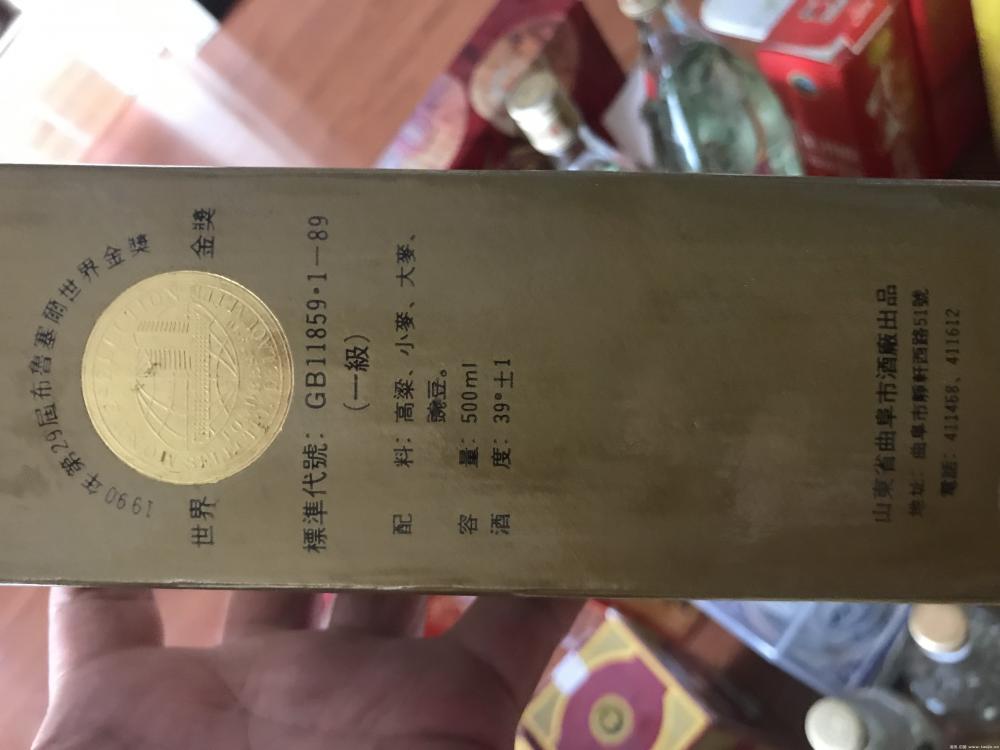 1990年第29屆布魯塞爾世界金獎
世界 金獎
標準代號：GB11859·1—89
（一級）
配料：高粱、小麥、大麥、
豌豆。
容量：500ml
酒度：39°±1
山東省曲阜市酒廠出品
地址：曲阜市靜軒西路51號
電話：411468、411612